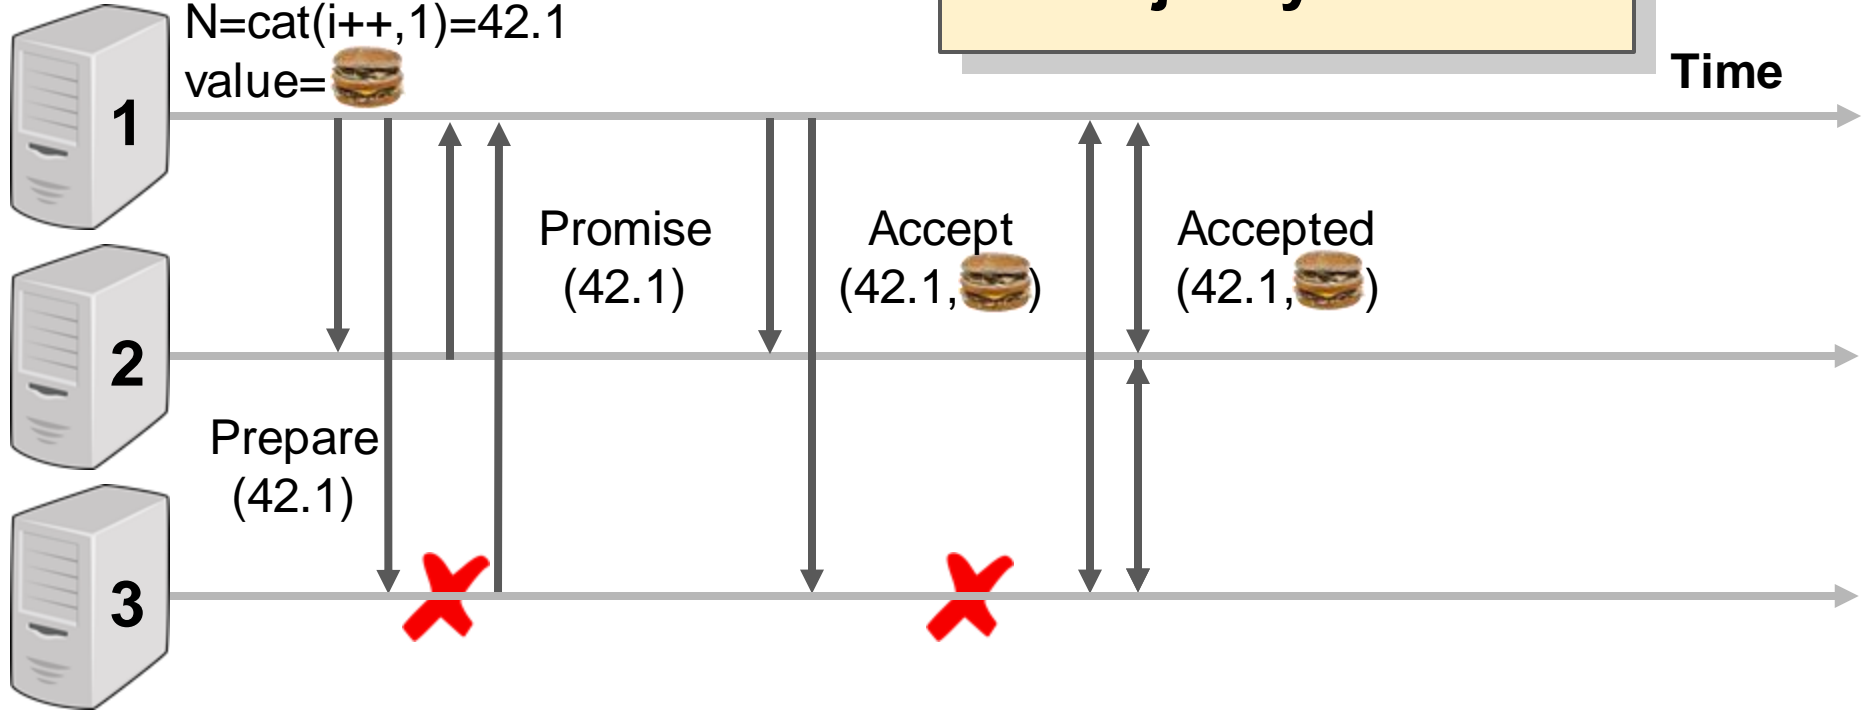 N=cat(i++,1)=42.1
value=
Time
1
Promise
(42.1)
Accept
(42.1, )
Accepted
(42.1, )
2
Prepare
(42.1)
3